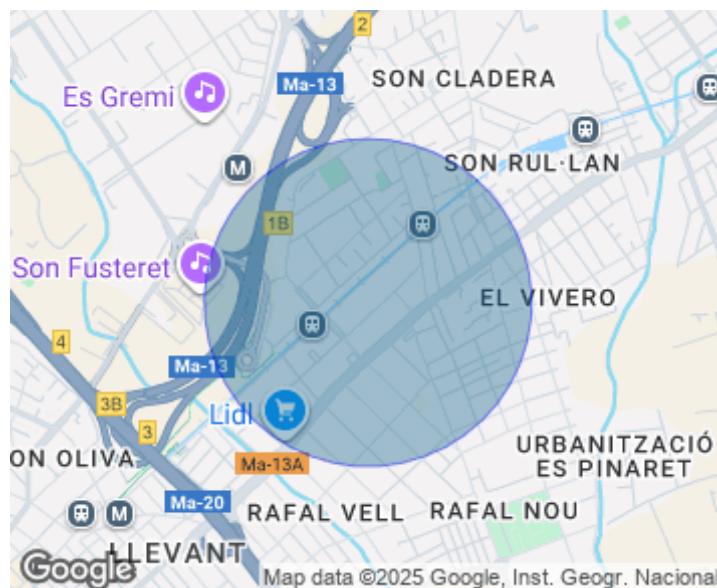 2
SON CLADERA
Ma-13
Es Gremi
M
SON RUL·LAN
1B
Son Fusteret
EL VIVERO
4
Ma-13
3B
Lidl
3
ON OLIVA
Ma-13A
URBANITZACIÓ
ES PINARET
Ma-20
RAFAL VELL
RAFAL NOU
M
LLEVANT
Google
Map data ©2025 Google, Inst. Geogr. Nacional